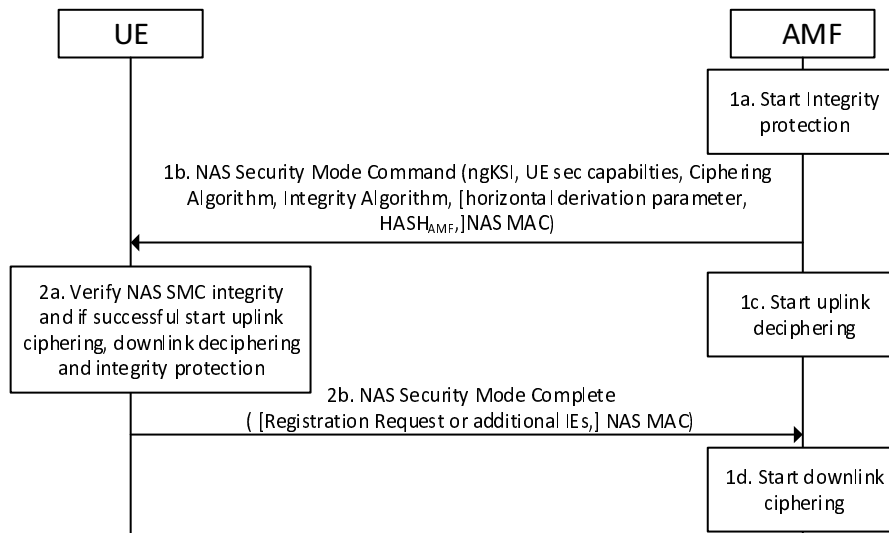 UE
AMF
1a. Start Integrity
protection
1b. NAS Security Mode Command (ngKSI, UE sec capabilties, Ciphering
Algorithm, Integrity Algorithm, [horizontal derivation parameter,
HASHAMF,]NAS MAC)
2a. Verify NAS SMC integrity
and if successful start uplink
ciphering, downlink deciphering
and integrity protection
1c. Start uplink
deciphering
2b. NAS Security Mode Complete
( [Registration Request or additional IEs,] NAS MAC)
1d. Start downlink
ciphering